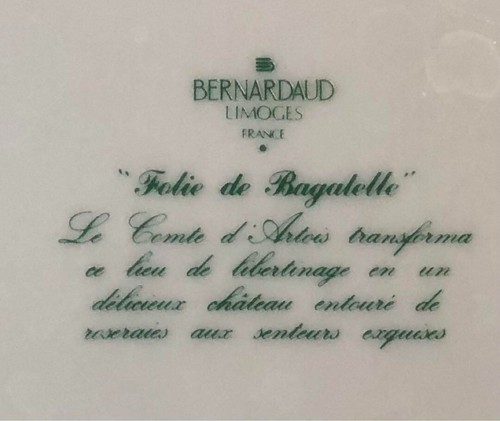 BERNARDAUD
LIMOGES
FRANCE
"Folie de Bagatelle"
Le Comte d'Artois transforma
ce lieu de libertinage en un
délicieux château entouré de
roseraies aux senteurs exquises